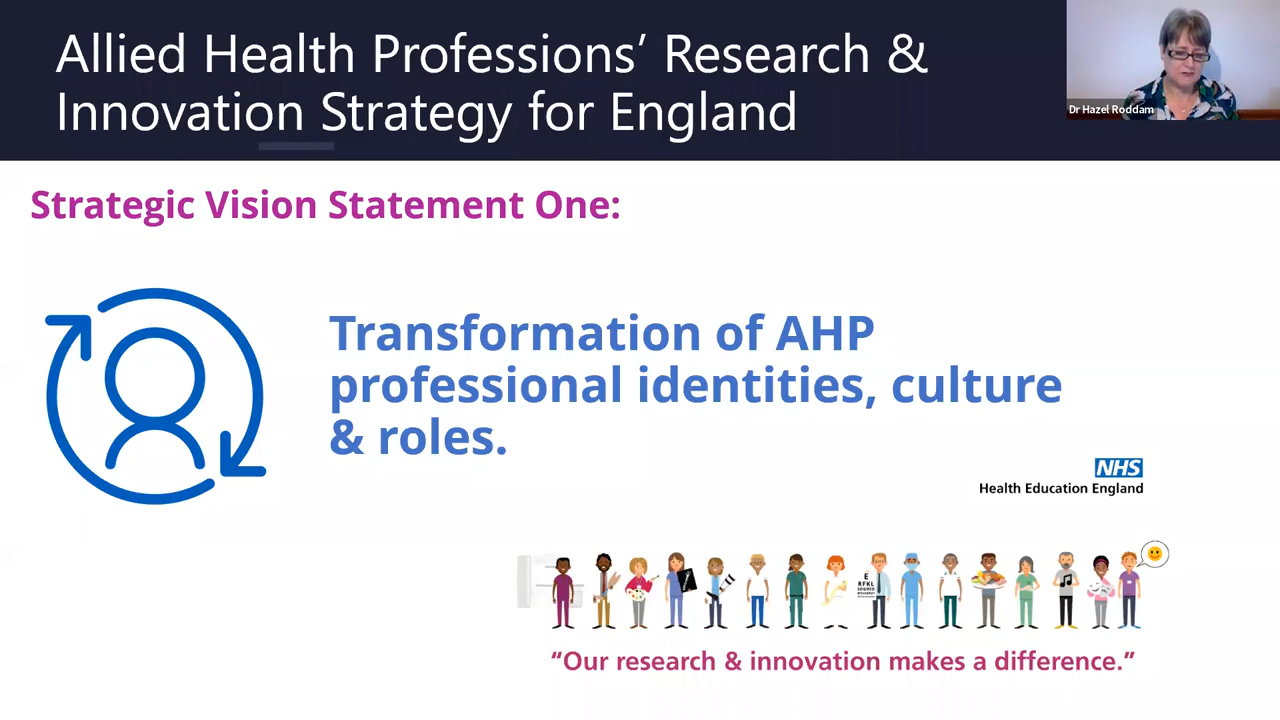 Allied Health Professions’ Research &
Innovation Strategy for England
Dr Hazel Roddam
Strategic Vision Statement One:
Transformation of AHP
professional identities, culture
& roles.
NHS
Health Education England
E
RFKL
“Our research & innovation makes a difference.”